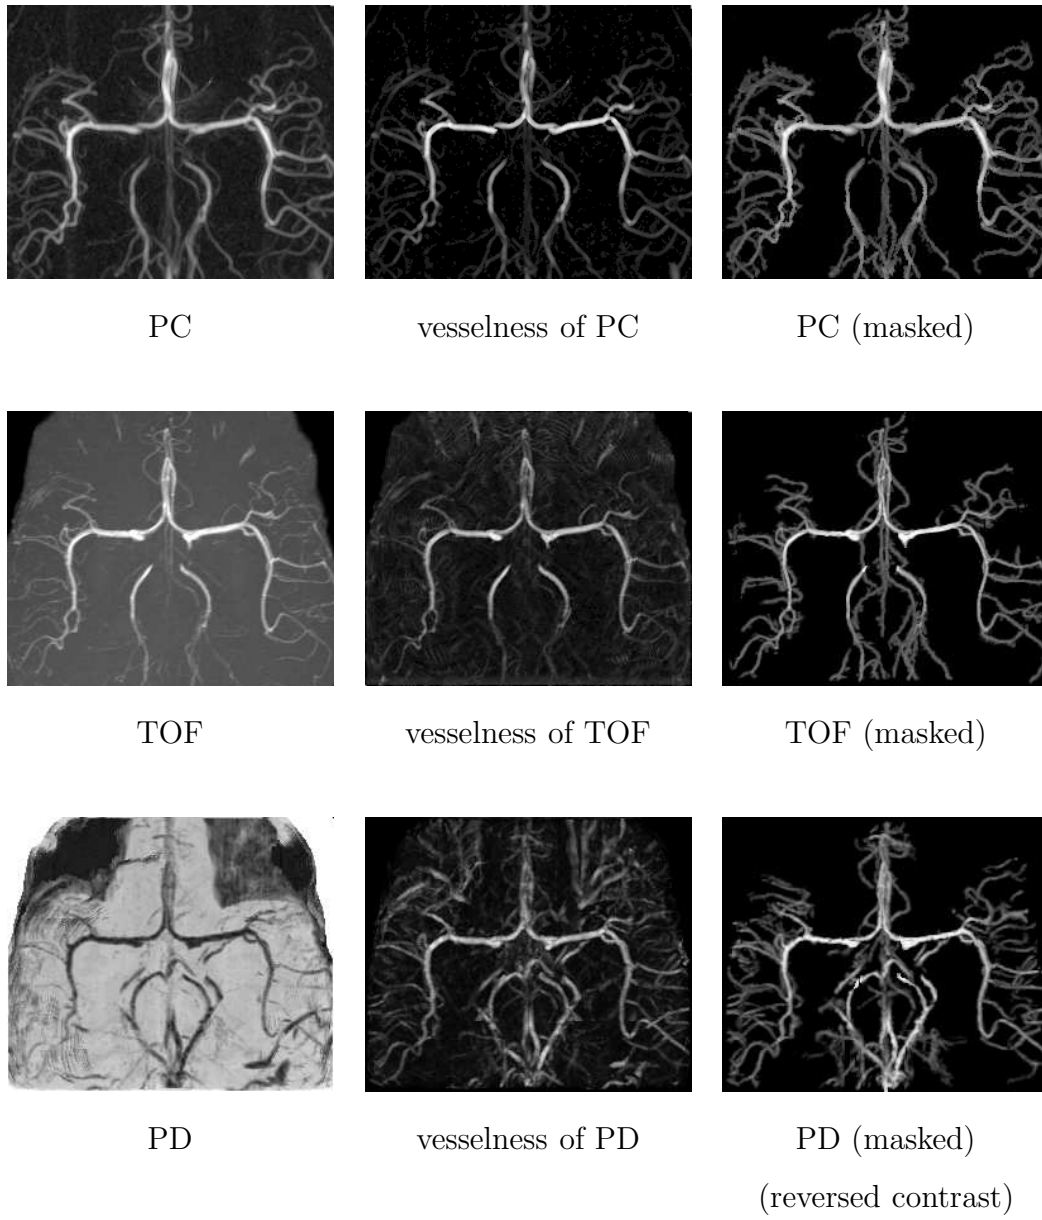 PC
vesselness of PC
PC (masked)
TOF
vesselness of TOF
TOF (masked)
PD
vesselness of PD
PD (masked)
(reversed contrast)